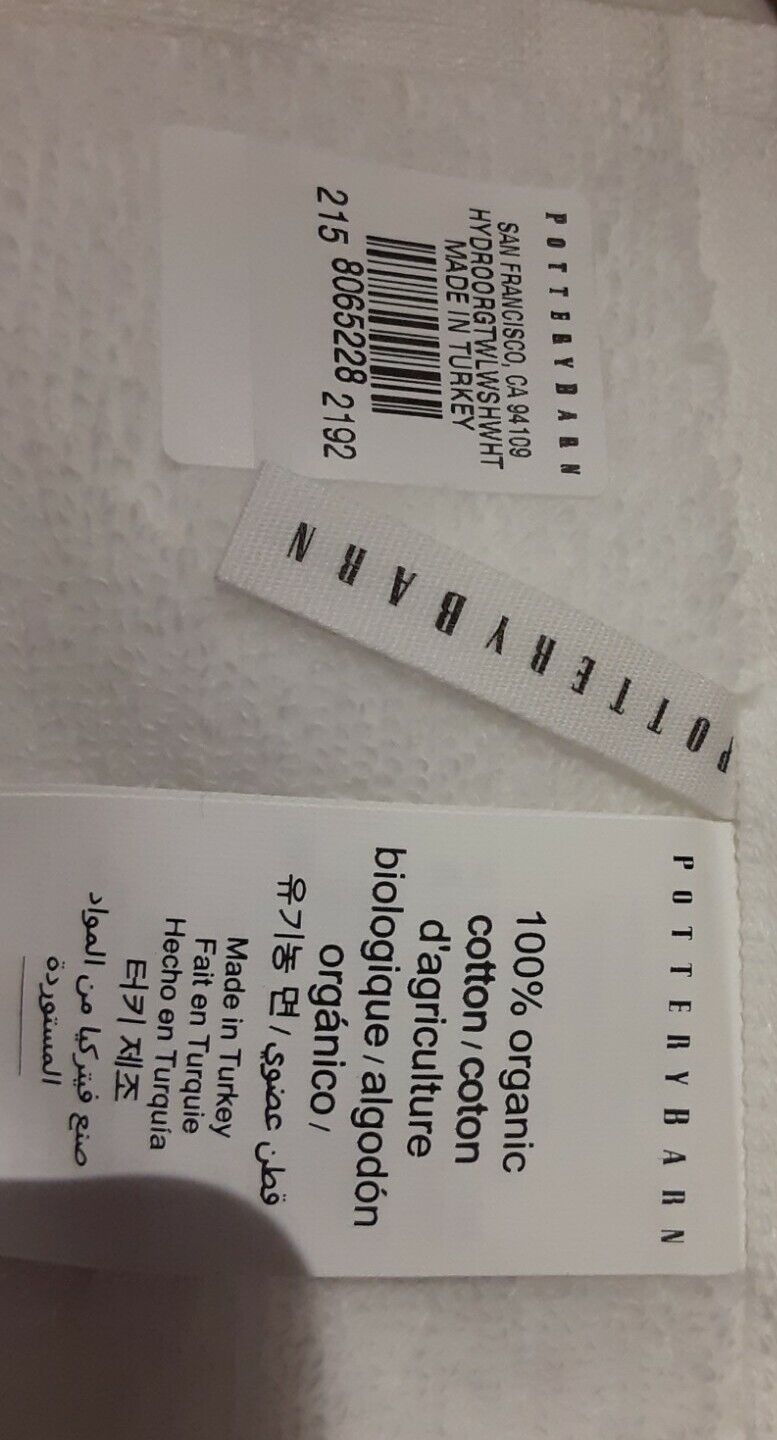 POTTERYBARN
SAN FRANCISCO, CA 94109
HYDROORGTWLWSHWHT
MADE IN TURKEY
215 8065228 2192
POTTERYBARN
POTTERYBARN
100% organic
cotton / coton
d'agriculture
biologique / algodón
orgánico /
유기농 면 / قطن عضوي
Made in Turkey
Fait en Turquie
Hecho en Turquía
터키 제조
صنع فيتركيا من المواد
المستوردة